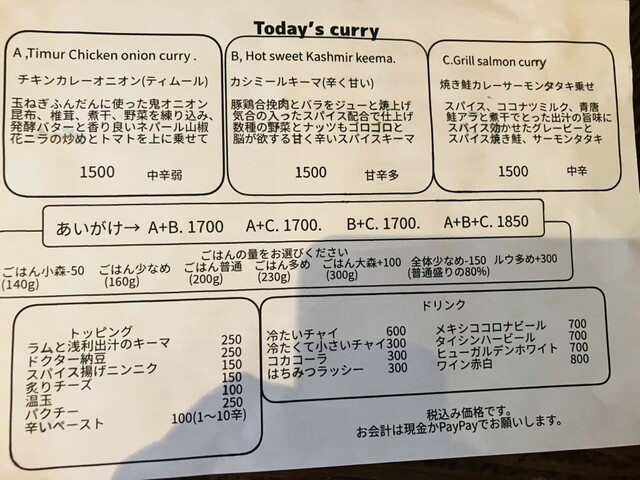 Today's curry
A ,Timur Chicken onion curry .
チキンカレーオニオン(ティムール)
玉ねぎふんだんに使った鬼オニオン
昆布、椎茸、煮干、野菜を練り込み、
発酵バターと香り良いネパール山椒
花ニラの炒めとトマトを上に乗せて
1500 中辛弱
B, Hot sweet Kashmir keema.
カシミールキーマ(辛く甘い)
豚鶏合挽肉とバラをジューと焼上げ
気合の入ったスパイス配合で仕上げ
数種の野菜とナッツもゴロゴロと
脳が欲する甘く辛いスパイスキーマ
1500 甘辛多
C.Grill salmon curry
焼き鮭カレーサーモンタタキ乗せ
スパイス、ココナツミルク、青唐
鮭アラと煮干でとった出汁の旨味に
スパイス効かせたグレービーと
スパイス焼き鮭、サーモンタタキ
1500 中辛
あいがけ→ A+B. 1700 A+C. 1700. B+C. 1700. A+B+C. 1850
ごはんの量をお選びください
ごはん小森-50 ごはん少なめ ごはん普通 ごはん多め ごはん大森+100 全体少なめ-150 ルウ多め+300
(140g) (160g) (200g) (230g) (300g) (普通盛りの80%)
トッピング
ラムと浅利出汁のキーマ 250
ドクター納豆 250
スパイス揚げニンニク 150
炙りチーズ 150
温玉 100
パクチー 250
辛いペースト 100(1〜10辛)
ドリンク
冷たいチャイ 600
冷たくて小さいチャイ300
コカコーラ 300
はちみつラッシー 300
メキシココロナビール 700
タイシンハービール 700
ヒューガルデンホワイト 700
ワイン赤白 800
税込み価格です。
お会計は現金かPayPayでお願いします。